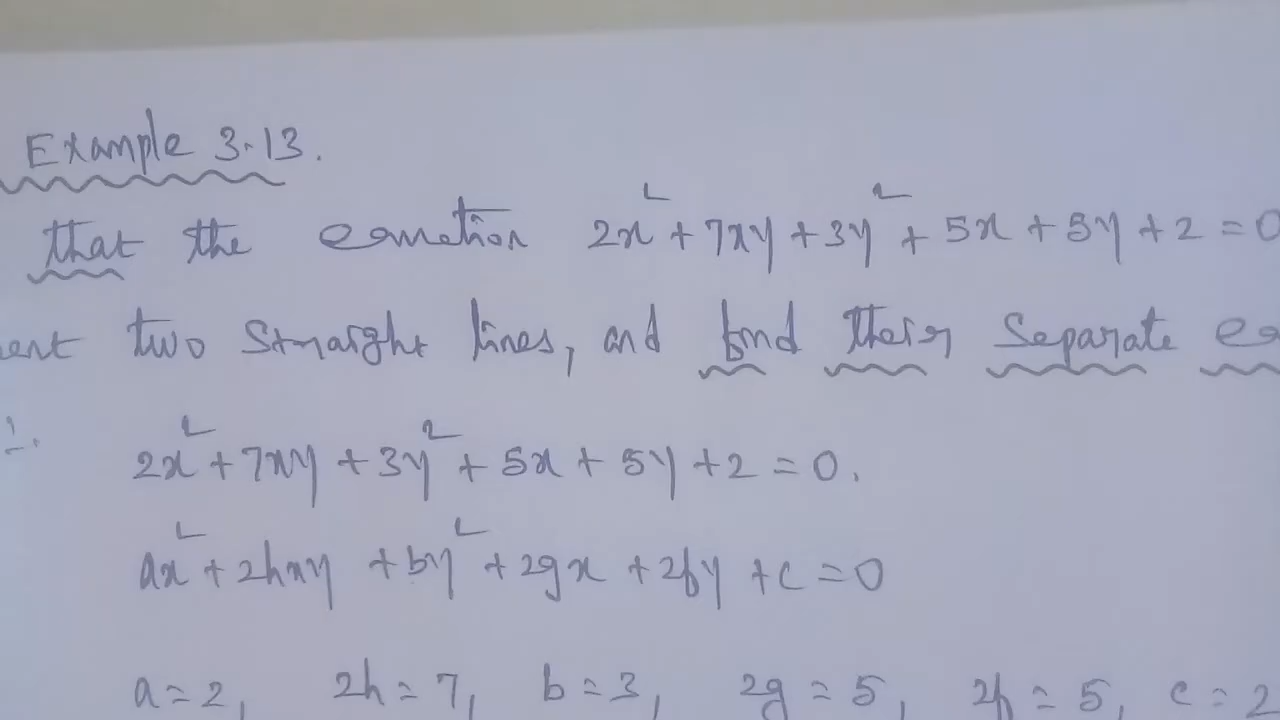 Example 3.13.
that the equation 2x² + 7xy + 3y² + 5x + 5y + 2 = 0
ent two straight lines, and find their separate eq
2x² + 7xy + 3y² + 5x + 5y + 2 = 0.
ax² + 2hxy + by² + 2gx + 2fy + c = 0
a = 2, 2h = 7, b = 3, 2g = 5, 2f = 5, c = 2